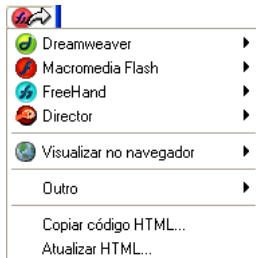 Dreamweaver
Macromedia Flash
FreeHand
Director
Visualizar no navegador
Outro
Copiar código HTML...
Atualizar HTML...